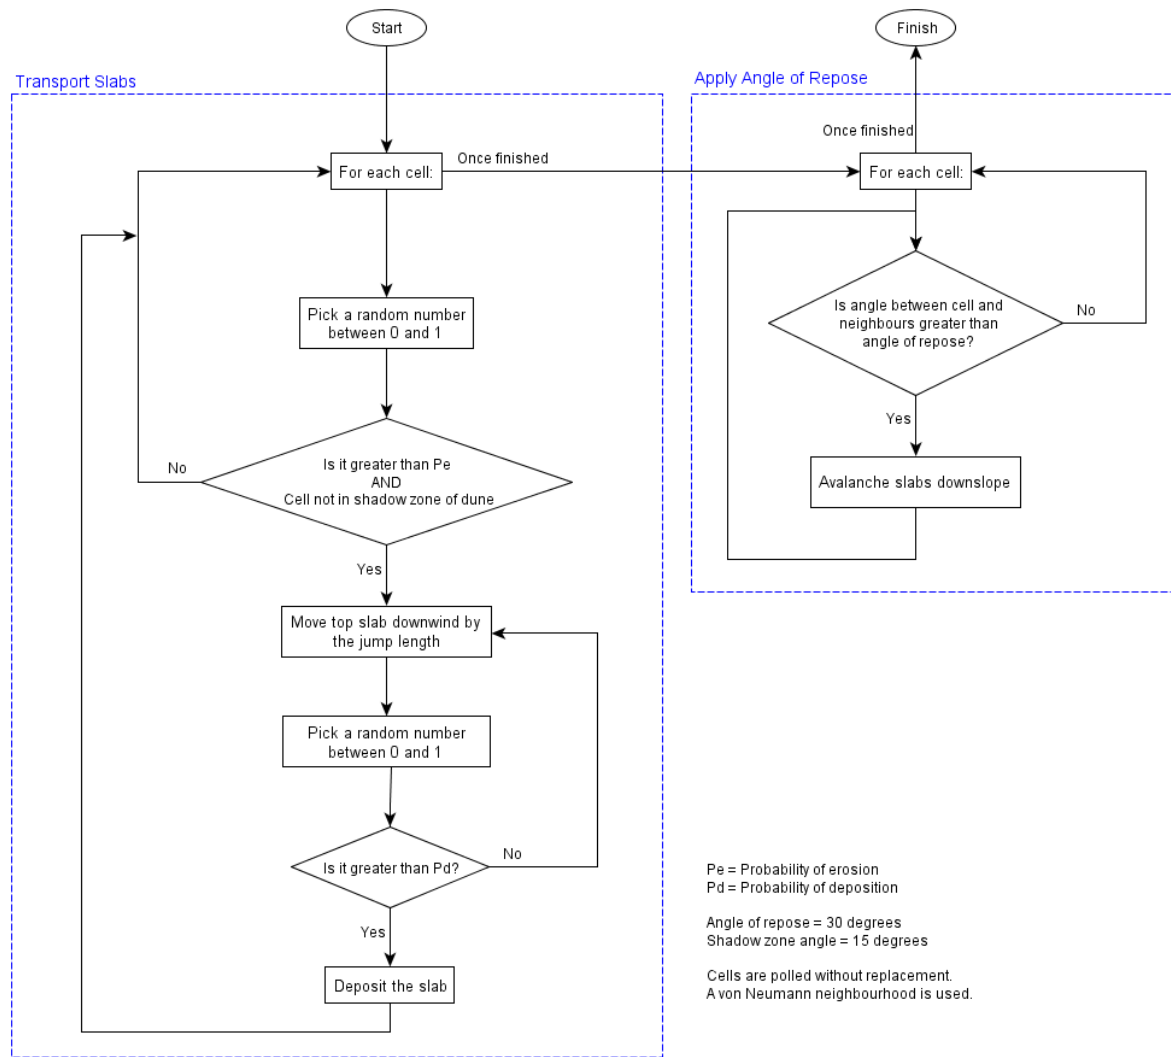 Start
Finish
Transport Slabs
Apply Angle of Repose
Once finished
For each cell:
Once finished
For each cell:
Pick a random number
between 0 and 1
Is angle between cell and
neighbours greater than
angle of repose?
No
Yes
Is it greater than Pe
AND
Cell not in shadow zone of dune
No
Avalanche slabs downslope
Yes
Move top slab downwind by
the jump length
Pick a random number
between 0 and 1
Is it greater than Pd?
No
Yes
Deposit the slab
Pe = Probability of erosion
Pd = Probability of deposition
Angle of repose = 30 degrees
Shadow zone angle = 15 degrees
Cells are polled without replacement.
A von Neumann neighbourhood is used.